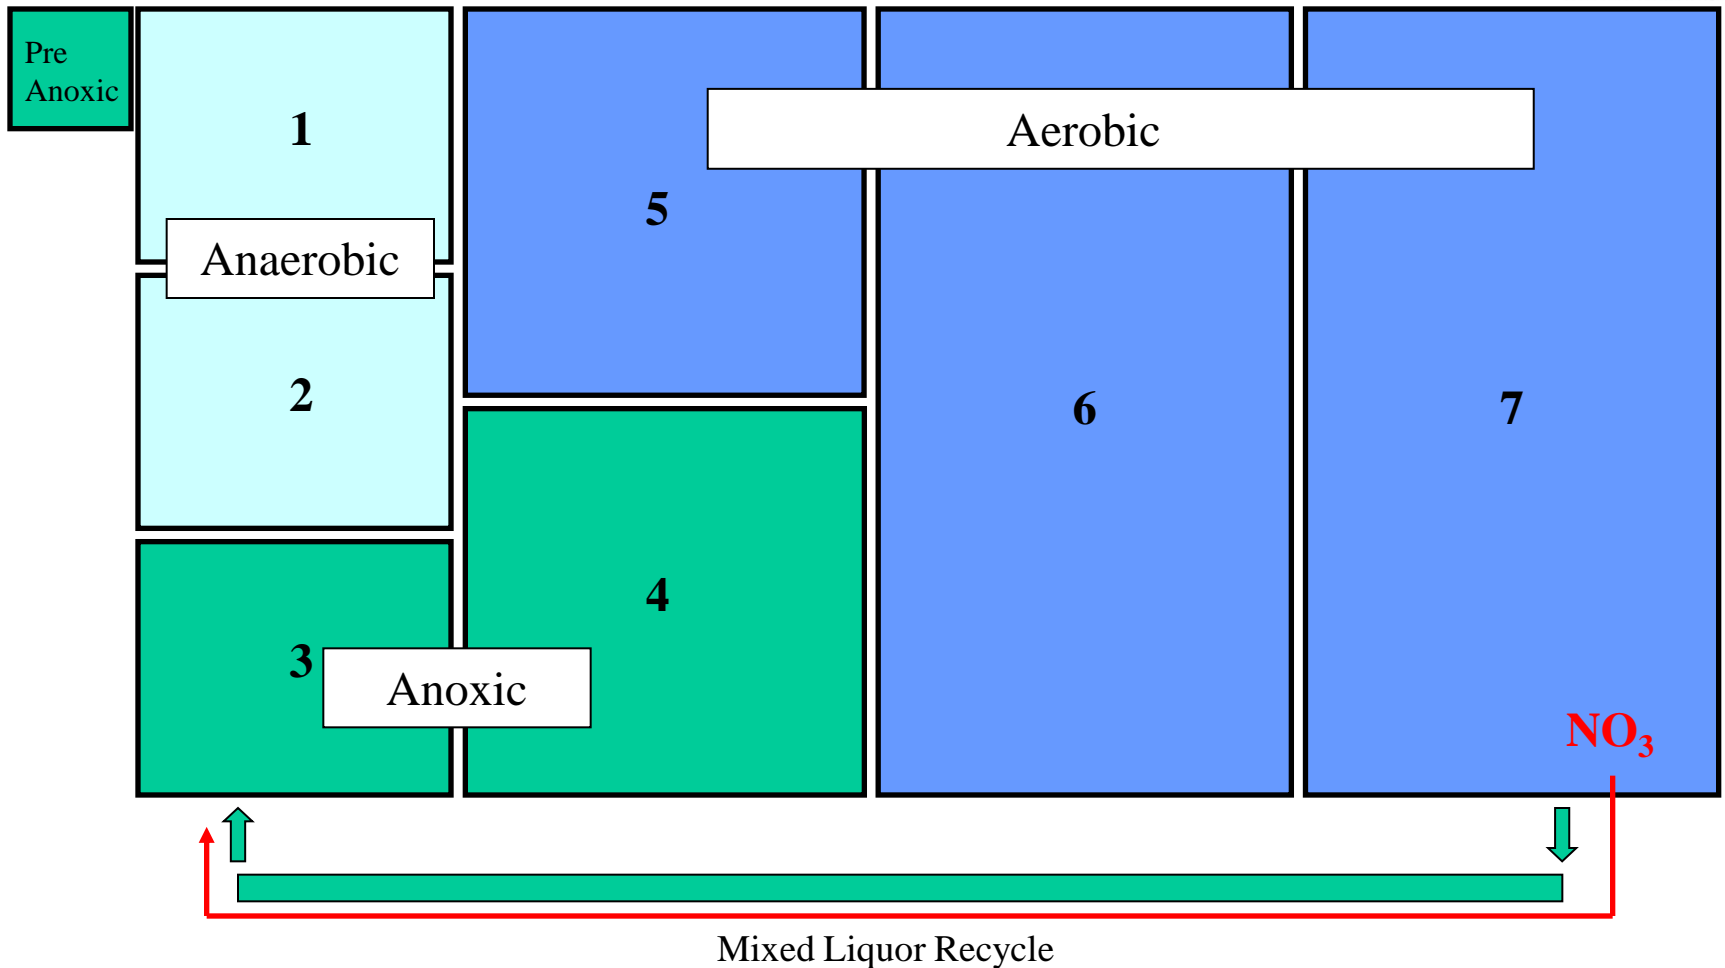 Pre
Anoxic
1
Aerobic
5
Anaerobic
2
6
7
4
3
Anoxic
NO₃
Mixed Liquor Recycle